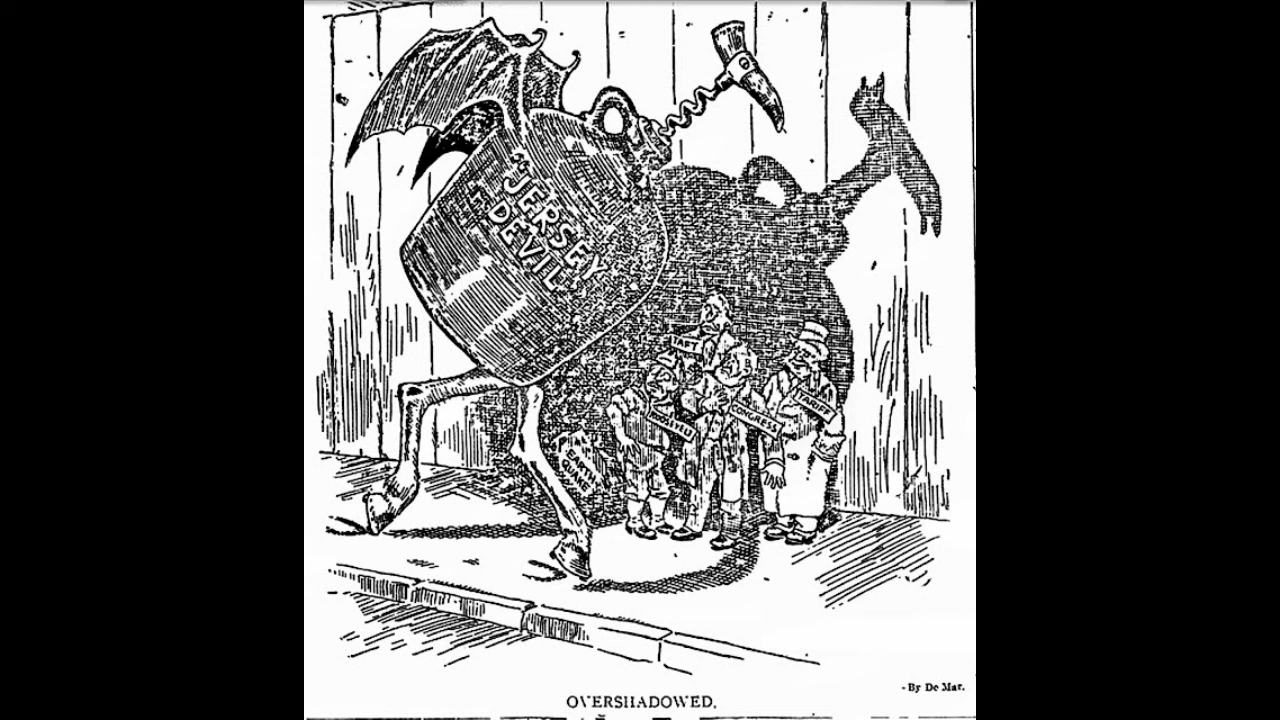 "JERSEY
DEVIL"
TAFT
ROOSEVELT
CONGRESS
TARIFF
EARTH
QUAKE
OVERSHADOWED.
- By De Mar.